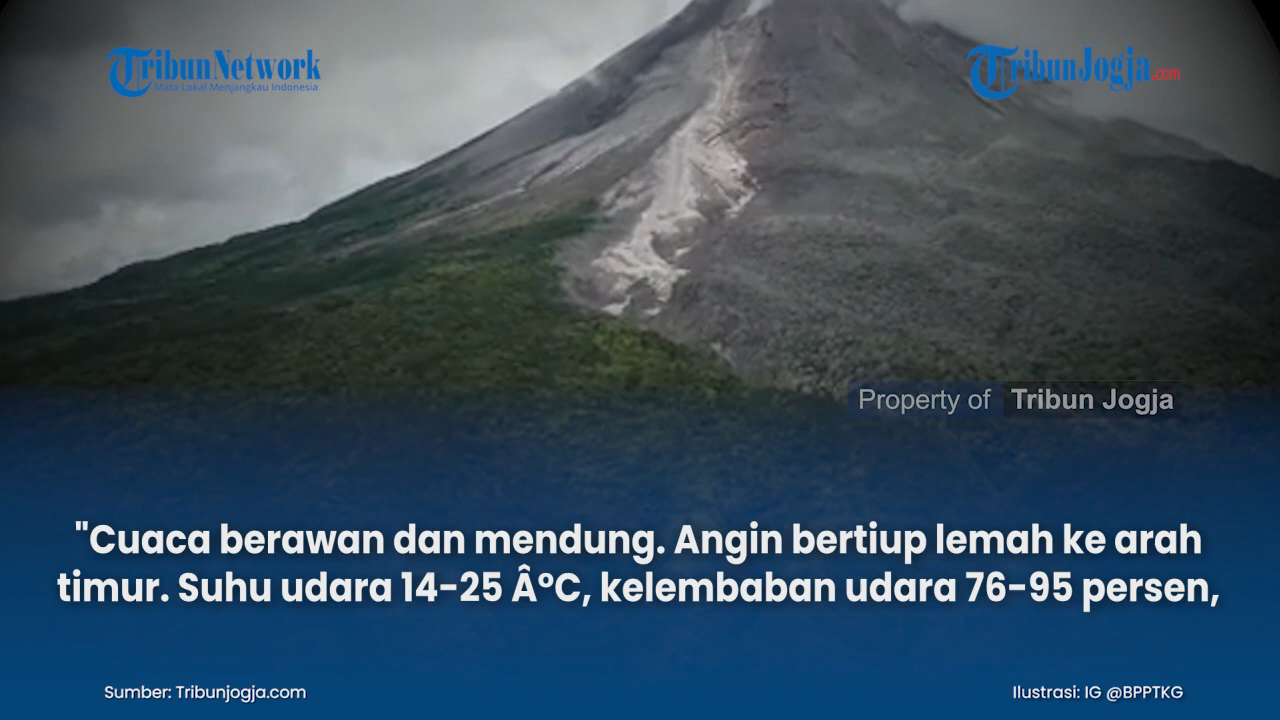 TribunNetwork
Mata Lokal Menjangkau Indonesia
TribunJogja.com
Property of Tribun Jogja
"Cuaca berawan dan mendung. Angin bertiup lemah ke arah
timur. Suhu udara 14-25 Â°C, kelembaban udara 76-95 persen,
Sumber: Tribunjogja.com
Ilustrasi: IG @BPPTKG